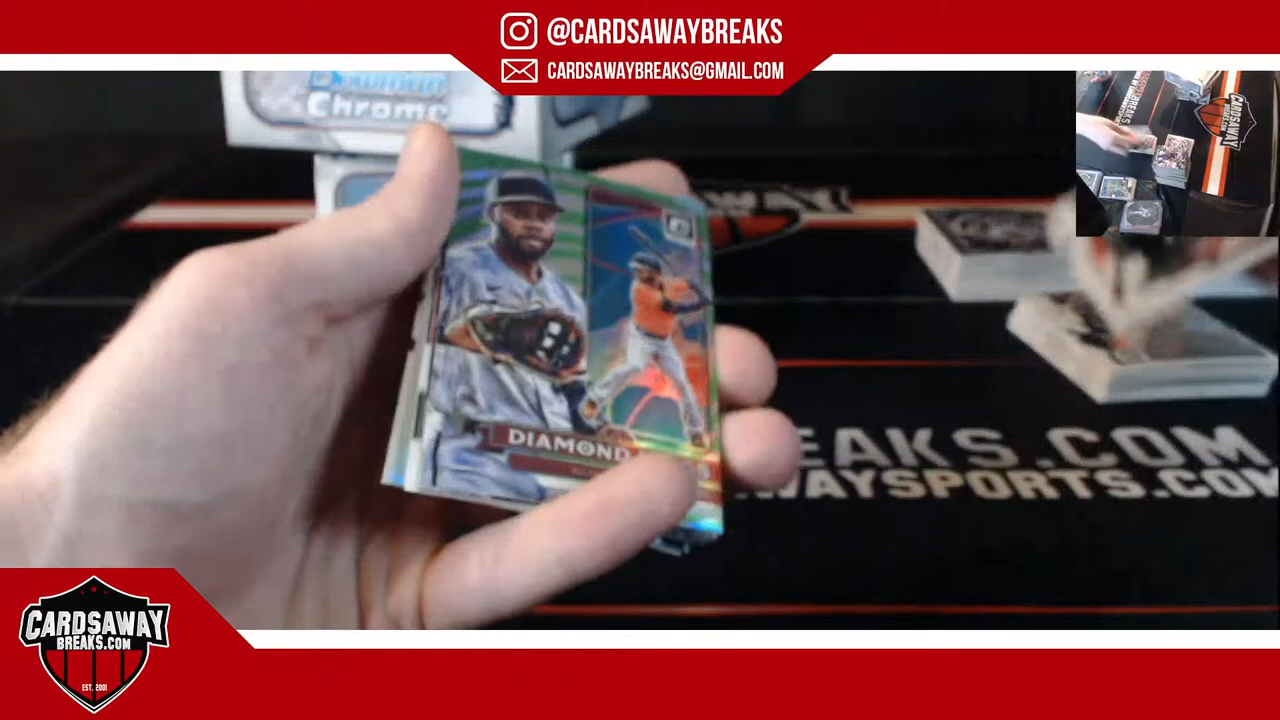 @CARDSAWAYBREAKS
CARDSAWAYBREAKS@GMAIL.COM
Chrome
DIAMOND
EAKS.COM
WAYSPORTS.COM
CARDSAWAY
BREAKS.COM
EST. 2001